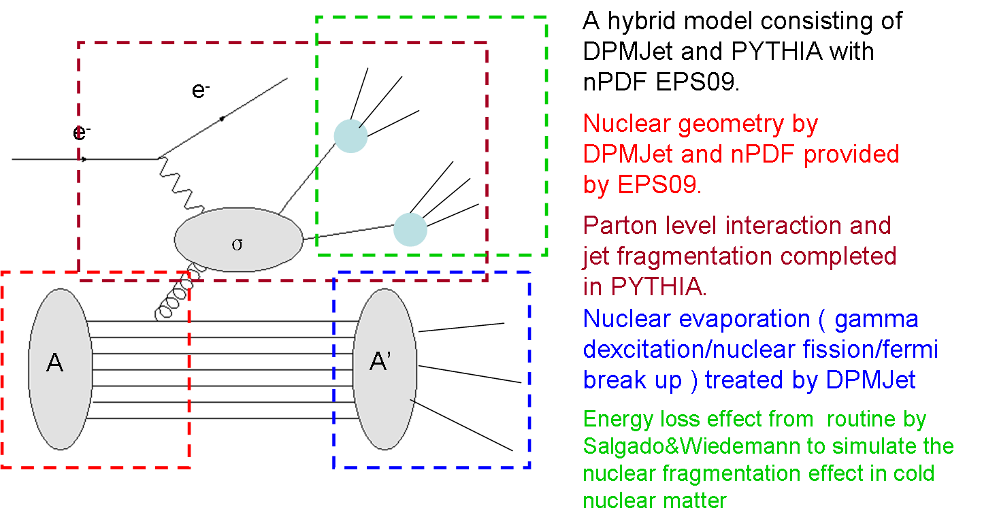 e-
e-
σ
A
A’
A hybrid model consisting of
DPMJet and PYTHIA with
nPDF EPS09.
Nuclear geometry by
DPMJet and nPDF provided
by EPS09.
Parton level interaction and
jet fragmentation completed
in PYTHIA.
Nuclear evaporation ( gamma
dexcitation/nuclear fission/fermi
break up ) treated by DPMJet
Energy loss effect from  routine by
Salgado&Wiedemann to simulate the
nuclear fragmentation effect in cold
nuclear matter